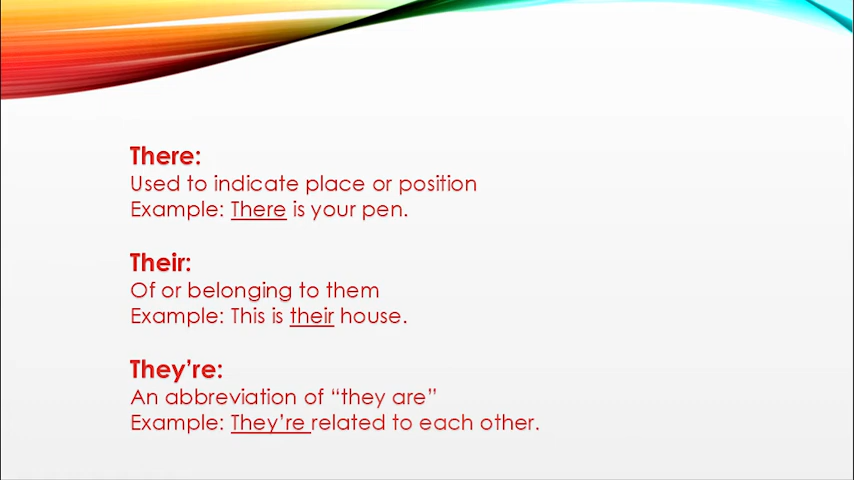 There:
Used to indicate place or position
Example: There is your pen.
Their:
Of or belonging to them
Example: This is their house.
They’re:
An abbreviation of “they are”
Example: They’re related to each other.